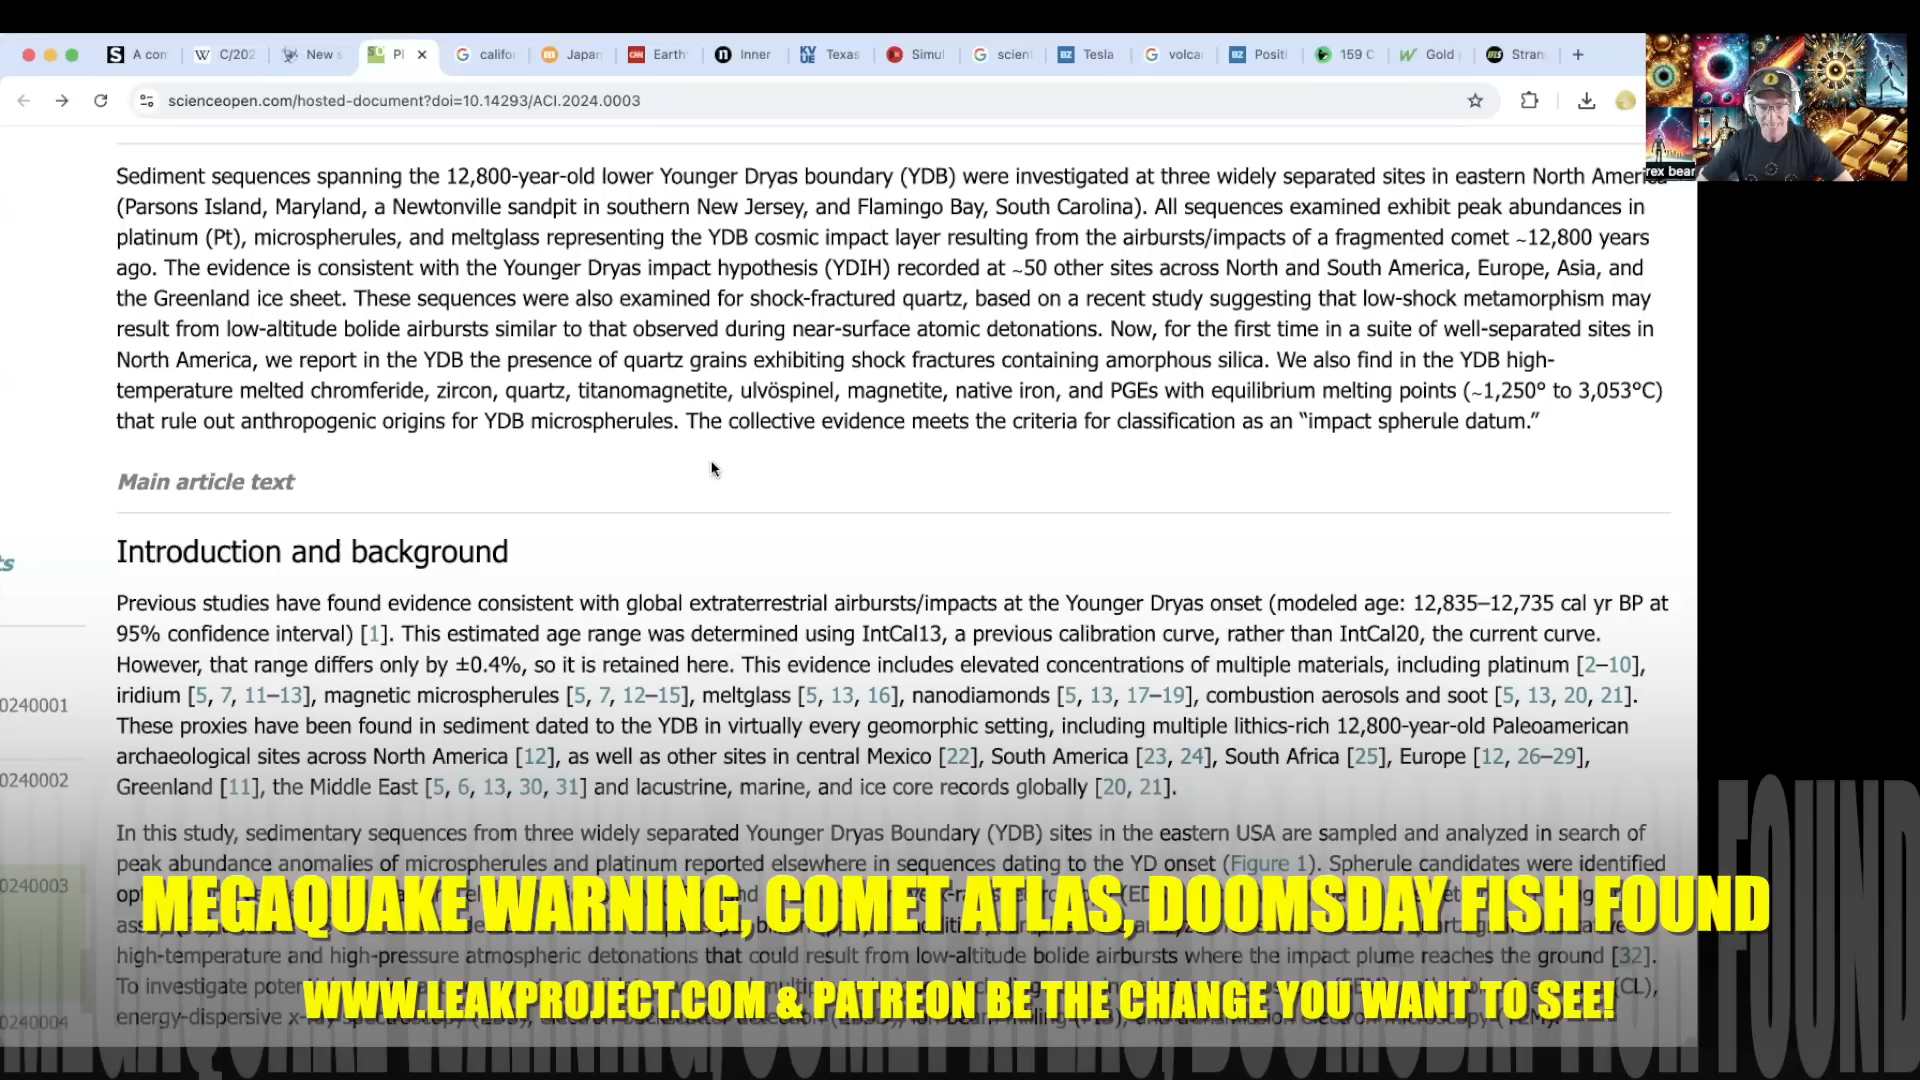 A con
C/202
New s
Pl
califor
Japan
CNN Earth
Inner
KVUE Texas
Simul
scient
BZ Tesla
volca
BZ Positi
159 C
Gold
Stran
scienceopen.com/hosted-document?doi=10.14293/ACI.2024.0003
rex bear
Sediment sequences spanning the 12,800-year-old lower Younger Dryas boundary (YDB) were investigated at three widely separated sites in eastern North America
(Parsons Island, Maryland, a Newtonville sandpit in southern New Jersey, and Flamingo Bay, South Carolina). All sequences examined exhibit peak abundances in
platinum (Pt), microspherules, and meltglass representing the YDB cosmic impact layer resulting from the airbursts/impacts of a fragmented comet ~12,800 years
ago. The evidence is consistent with the Younger Dryas impact hypothesis (YDIH) recorded at ~50 other sites across North and South America, Europe, Asia, and
the Greenland ice sheet. These sequences were also examined for shock-fractured quartz, based on a recent study suggesting that low-shock metamorphism may
result from low-altitude bolide airbursts similar to that observed during near-surface atomic detonations. Now, for the first time in a suite of well-separated sites in
North America, we report in the YDB the presence of quartz grains exhibiting shock fractures containing amorphous silica. We also find in the YDB high-
temperature melted chromferide, zircon, quartz, titanomagnetite, ulvöspinel, magnetite, native iron, and PGEs with equilibrium melting points (~1,250° to 3,053°C)
that rule out anthropogenic origins for YDB microspherules. The collective evidence meets the criteria for classification as an “impact spherule datum.”
Main article text
Introduction and background
ts
Previous studies have found evidence consistent with global extraterrestrial airbursts/impacts at the Younger Dryas onset (modeled age: 12,835–12,735 cal yr BP at
95% confidence interval) [1]. This estimated age range was determined using IntCal13, a previous calibration curve, rather than IntCal20, the current curve.
However, that range differs only by ±0.4%, so it is retained here. This evidence includes elevated concentrations of multiple materials, including platinum [2–10],
iridium [5, 7, 11–13], magnetic microspherules [5, 7, 12–15], meltglass [5, 13, 16], nanodiamonds [5, 13, 17–19], combustion aerosols and soot [5, 13, 20, 21].
0240001
These proxies have been found in sediment dated to the YDB in virtually every geomorphic setting, including multiple lithics-rich 12,800-year-old Paleoamerican
archaeological sites across North America [12], as well as other sites in central Mexico [22], South America [23, 24], South Africa [25], Europe [12, 26–29],
0240002
Greenland [11], the Middle East [5, 6, 13, 30, 31] and lacustrine, marine, and ice core records globally [20, 21].
In this study, sedimentary sequences from three widely separated Younger Dryas Boundary (YDB) sites in the eastern USA are sampled and analyzed in search of
peak abundance anomalies of microspherules and platinum reported elsewhere in sequences dating to the YD onset (Figure 1). Spherule candidates were identified
0240003
MEGAQUAKE WARNING, COMET ATLAS, DOOMSDAY FISH FOUND
high-temperature and high-pressure atmospheric detonations that could result from low-altitude bolide airbursts where the impact plume reaches the ground [32].
WWW.LEAKPROJECT.COM & PATREON BE THE CHANGE YOU WANT TO SEE!
0240004
FOUND